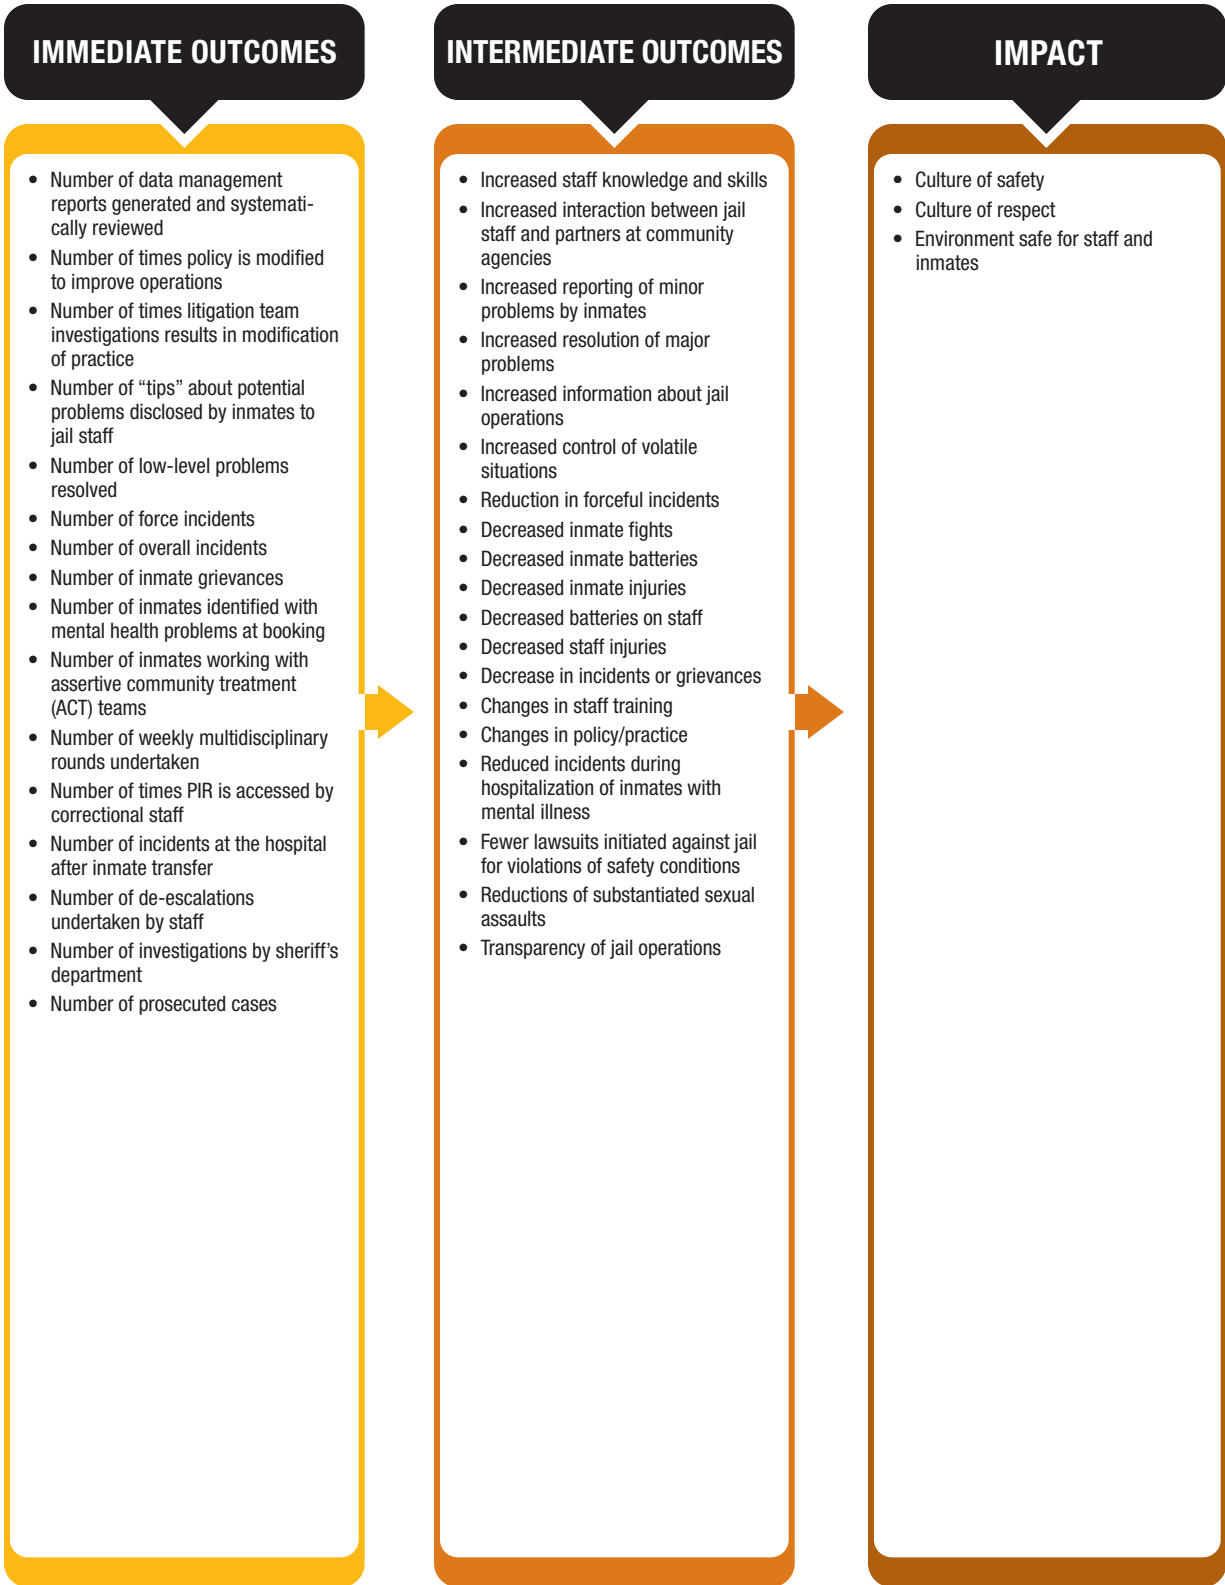 IMMEDIATE OUTCOMES
• Number of data management
reports generated and systemati-
cally reviewed
• Number of times policy is modified
to improve operations
• Number of times litigation team
investigations results in modification
of practice
• Number of “tips” about potential
problems disclosed by inmates to
jail staff
• Number of low-level problems
resolved
• Number of force incidents
• Number of overall incidents
• Number of inmate grievances
• Number of inmates identified with
mental health problems at booking
• Number of inmates working with
assertive community treatment
(ACT) teams
• Number of weekly multidisciplinary
rounds undertaken
• Number of times PIR is accessed by
correctional staff
• Number of incidents at the hospital
after inmate transfer
• Number of de-escalations
undertaken by staff
• Number of investigations by sheriff’s
department
• Number of prosecuted cases
INTERMEDIATE OUTCOMES
• Increased staff knowledge and skills
• Increased interaction between jail
staff and partners at community
agencies
• Increased reporting of minor
problems by inmates
• Increased resolution of major
problems
• Increased information about jail
operations
• Increased control of volatile
situations
• Reduction in forceful incidents
• Decreased inmate fights
• Decreased inmate batteries
• Decreased inmate injuries
• Decreased batteries on staff
• Decreased staff injuries
• Decrease in incidents or grievances
• Changes in staff training
• Changes in policy/practice
• Reduced incidents during
hospitalization of inmates with
mental illness
• Fewer lawsuits initiated against jail
for violations of safety conditions
• Reductions of substantiated sexual
assaults
• Transparency of jail operations
IMPACT
• Culture of safety
• Culture of respect
• Environment safe for staff and
inmates